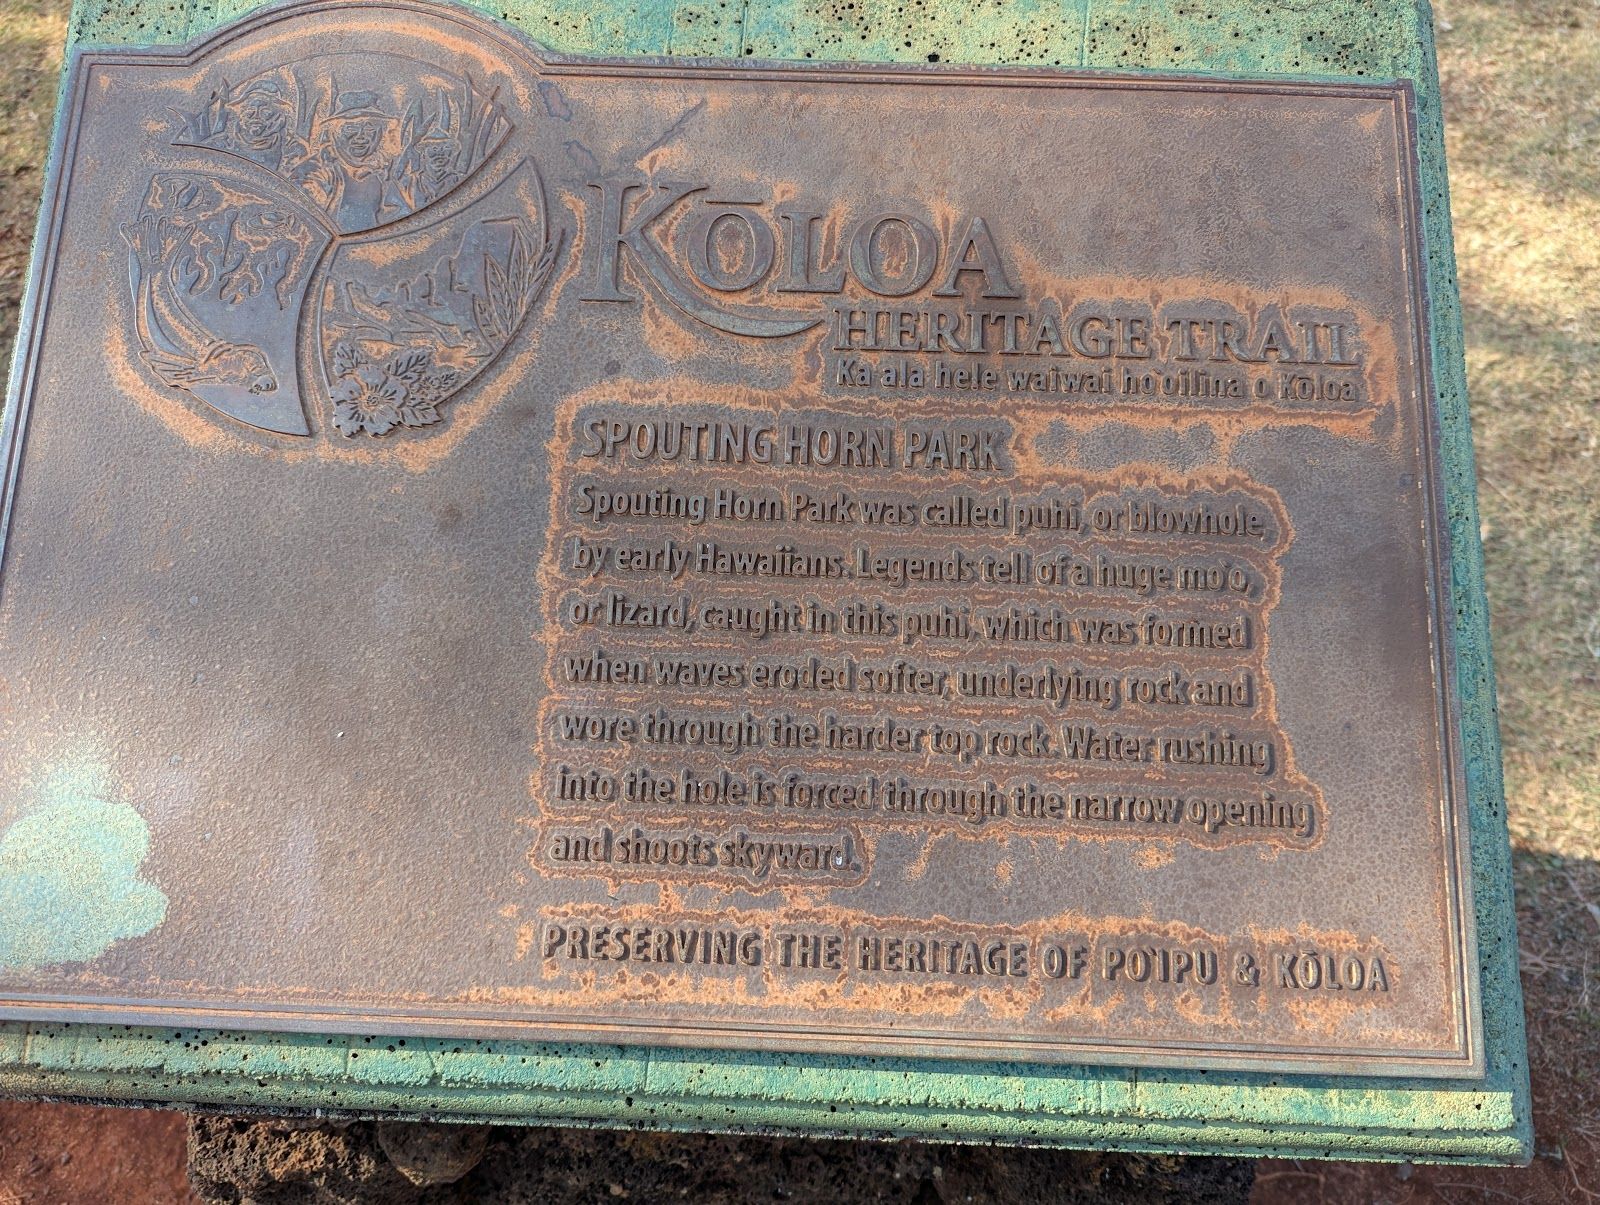 KŌLOA
HERITAGE TRAIL
Ka ala hele waiwai ho`oilina o Kōloa
SPOUTING HORN PARK
Spouting Horn Park was called puhi, or blowhole,
by early Hawaiians. Legends tell of a huge mo`o,
or lizard, caught in this puhi, which was formed
when waves eroded softer, underlying rock and
wore through the harder top rock. Water rushing
into the hole is forced through the narrow opening
and shoots skyward.
PRESERVING THE HERITAGE OF PO`IPU & KŌLOA